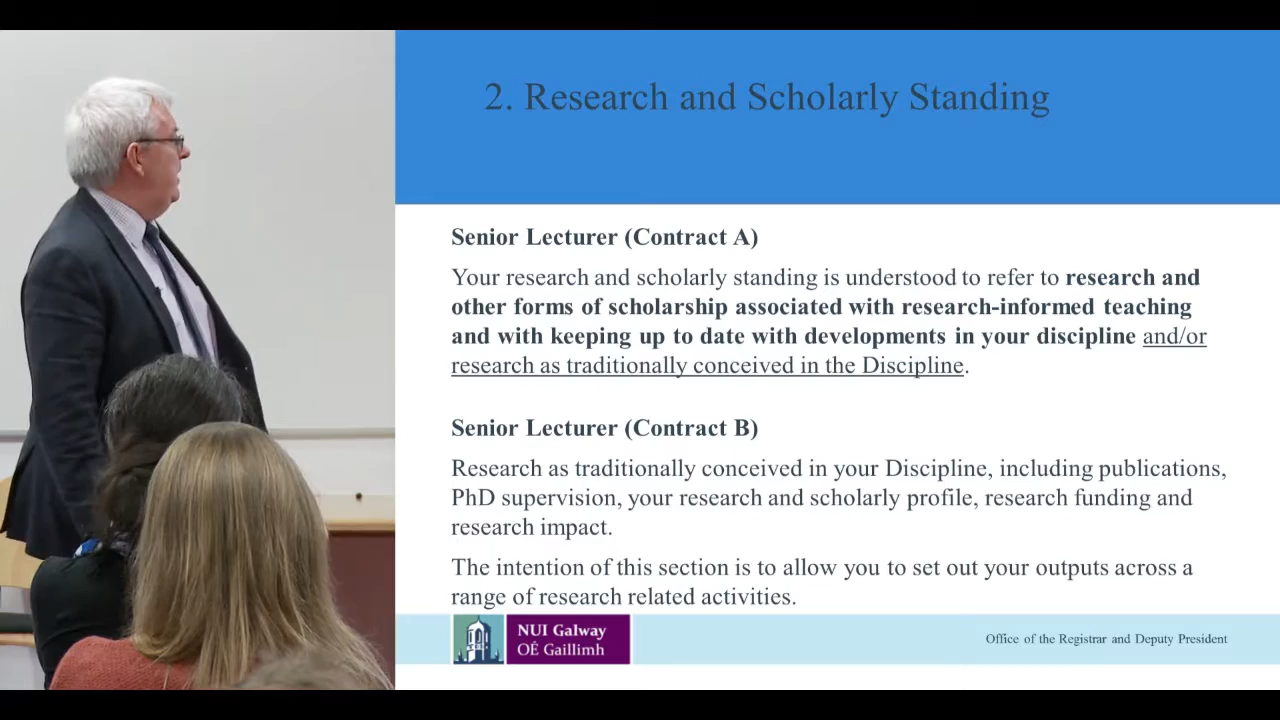 2. Research and Scholarly Standing
Senior Lecturer (Contract A)
Your research and scholarly standing is understood to refer to research and
other forms of scholarship associated with research-informed teaching
and with keeping up to date with developments in your discipline and/or
research as traditionally conceived in the Discipline.
Senior Lecturer (Contract B)
Research as traditionally conceived in your Discipline, including publications,
PhD supervision, your research and scholarly profile, research funding and
research impact.
The intention of this section is to allow you to set out your outputs across a
range of research related activities.
NUI Galway
OÉ Gaillimh
Office of the Registrar and Deputy President